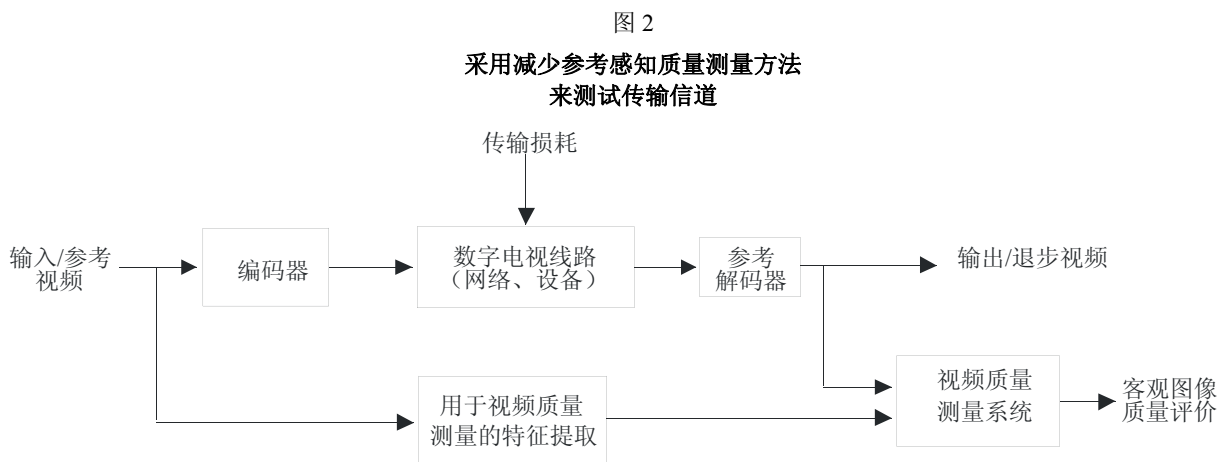 图 2
采用减少参考感知质量测量方法
来测试传输信道
传输损耗
输入/参考
视频
编码器
数字电视线路
（网络、设备）
参考
解码器
输出/退步视频
用于视频质量
测量的特征提取
视频质量
测量系统
客观图像
质量评价